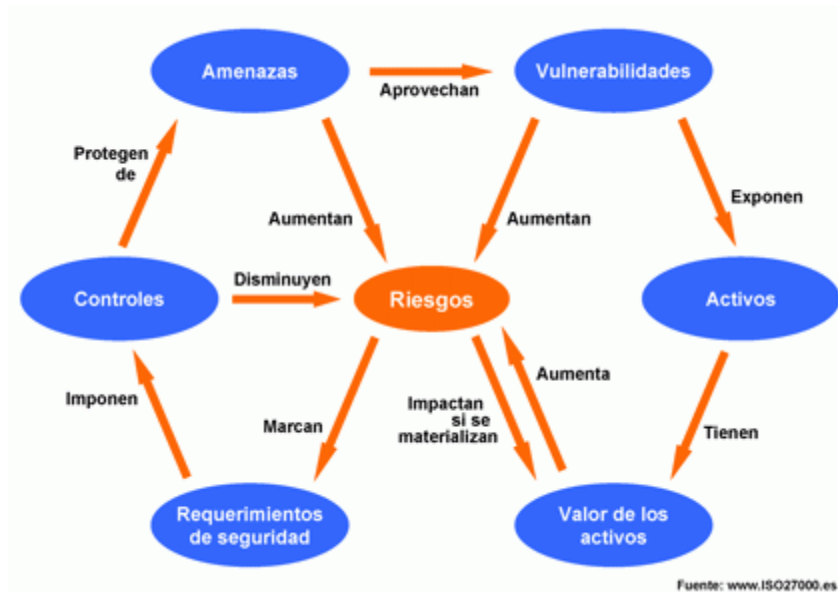 Amenazas
Aprovechan
Vulnerabilidades
Protegen
de
Aumentan
Aumentan
Exponen
Controles
Disminuyen
Riesgos
Activos
Imponen
Marcan
Impactan
si se
materializan
Aumenta
Tienen
Requerimientos
de seguridad
Valor de los
activos
Fuente: www.ISO27000.es